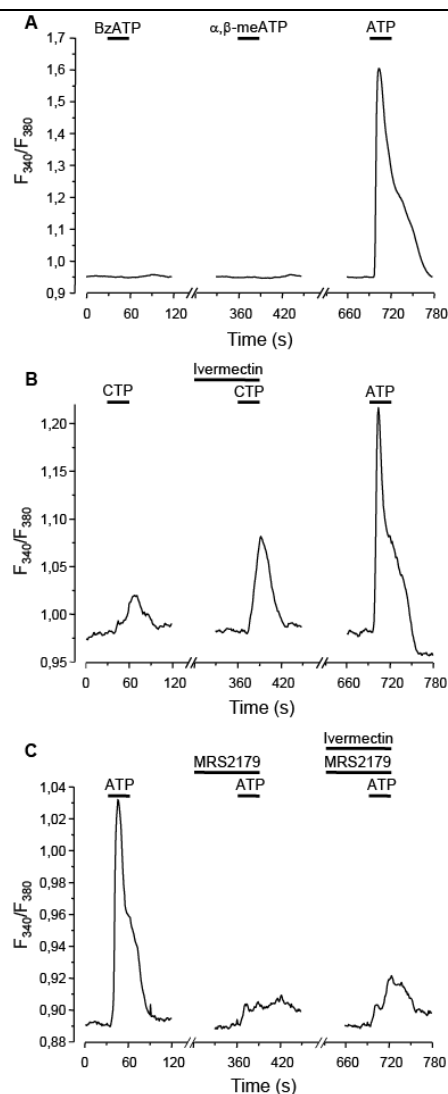 A
BzATP α,β-meATP ATP
1,7
1,6
1,5
1,4
1,3
1,2
1,1
1,0
0,9
F340/F380
0 60 120 360 420 660 720 780
Time (s)
B
Ivermectin
CTP CTP ATP
1,20
1,15
1,10
1,05
1,00
0,95
F340/F380
0 60 120 360 420 660 720 780
Time (s)
C
Ivermectin
MRS2179 MRS2179
ATP ATP ATP
1,04
1,02
1,00
0,96
0,94
0,92
0,90
0,88
F340/F380
0 60 120 360 420 660 720 780
Time (s)